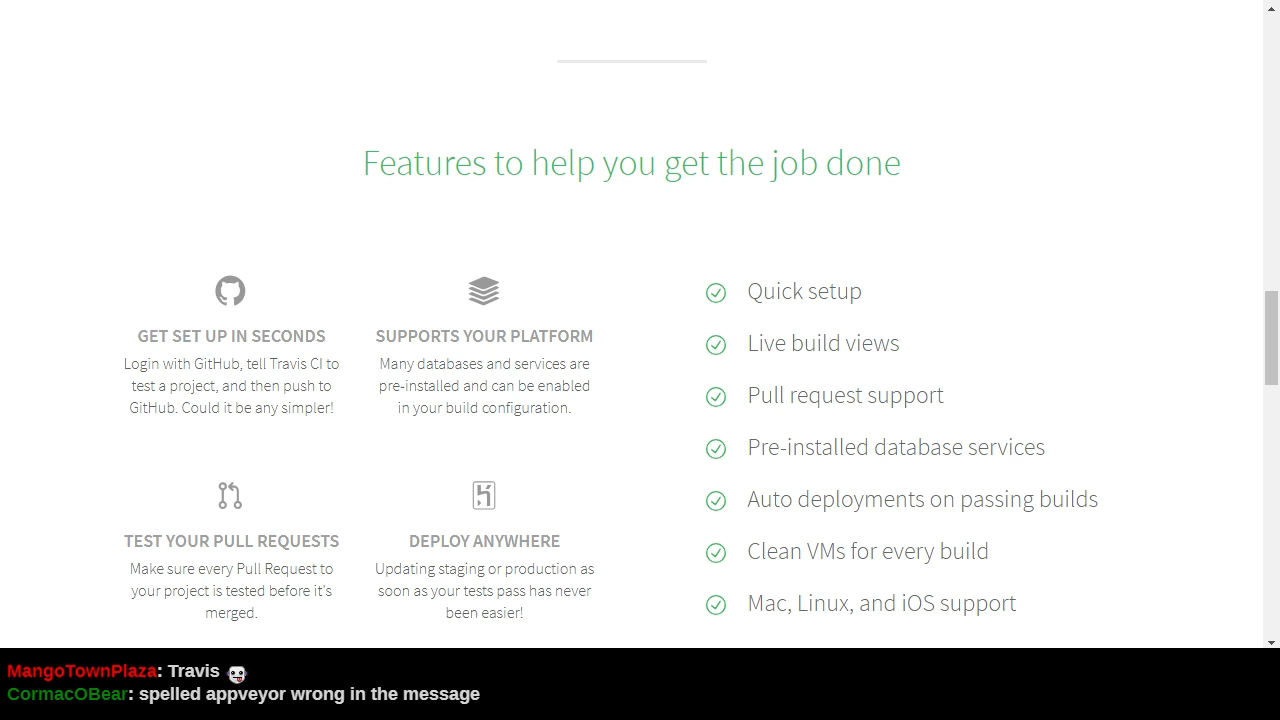 Features to help you get the job done
GET SET UP IN SECONDS
Login with GitHub, tell Travis CI to
test a project, and then push to
GitHub. Could it be any simpler!
SUPPORTS YOUR PLATFORM
Many databases and services are
pre-installed and can be enabled
in your build configuration.
TEST YOUR PULL REQUESTS
Make sure every Pull Request to
your project is tested before it's
merged.
DEPLOY ANYWHERE
Updating staging or production as
soon as your tests pass has never
been easier!
Quick setup
Live build views
Pull request support
Pre-installed database services
Auto deployments on passing builds
Clean VMs for every build
Mac, Linux, and iOS support
MangoTownPlaza: Travis
CormacOBear: spelled appveyor wrong in the message